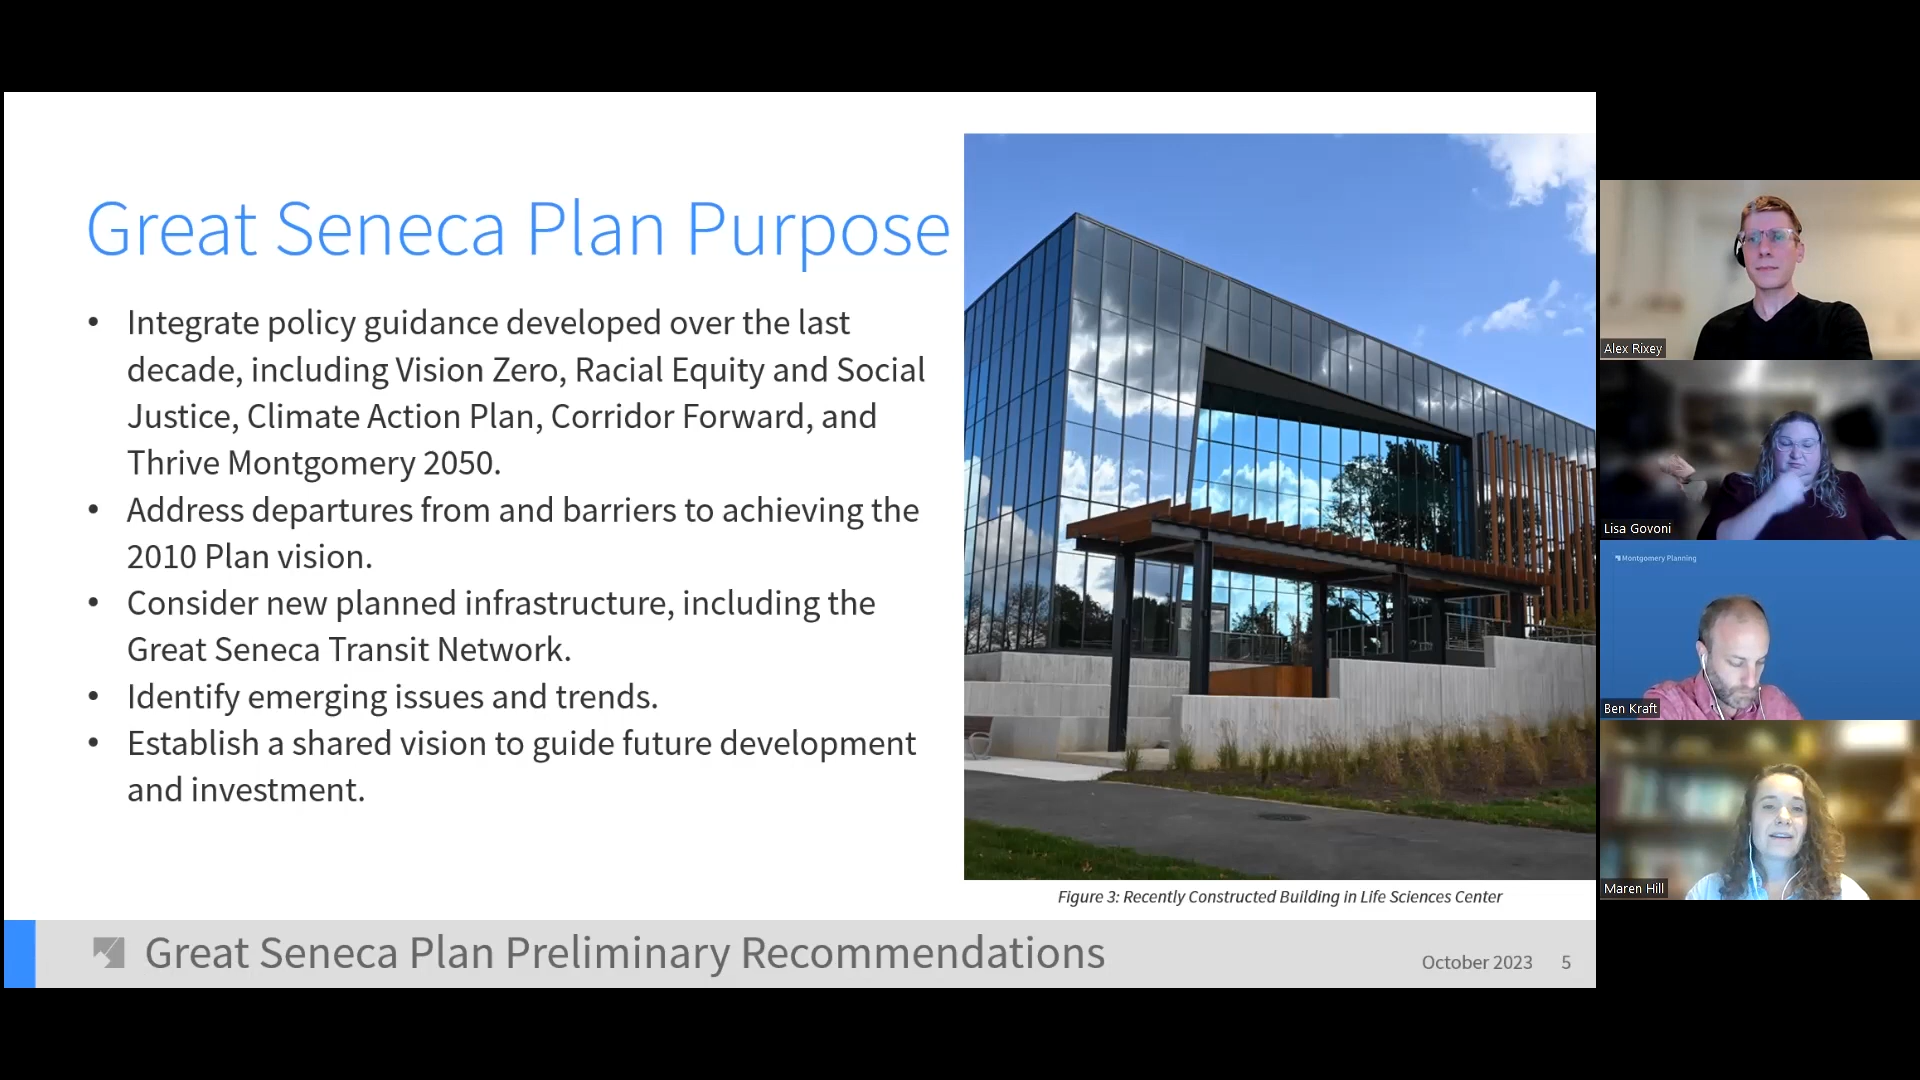 Great Seneca Plan Purpose
• Integrate policy guidance developed over the last
decade, including Vision Zero, Racial Equity and Social
Justice, Climate Action Plan, Corridor Forward, and
Thrive Montgomery 2050.
• Address departures from and barriers to achieving the
2010 Plan vision.
• Consider new planned infrastructure, including the
Great Seneca Transit Network.
• Identify emerging issues and trends.
• Establish a shared vision to guide future development
and investment.
Figure 3: Recently Constructed Building in Life Sciences Center
Great Seneca Plan Preliminary Recommendations
October 2023 5
Alex Rixey
Lisa Govoni
Montgomery Planning
Ben Kraft
Maren Hill